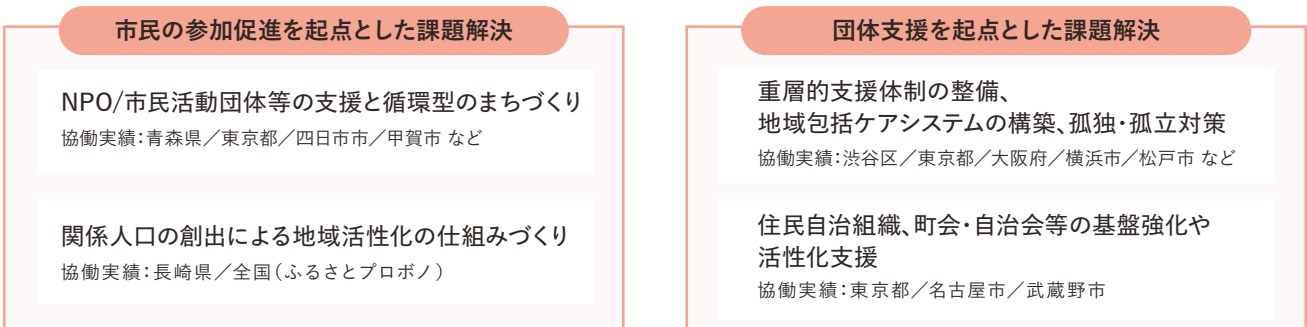 市民の参加促進を起点とした課題解決
NPO/市民活動団体等の支援と循環型のまちづくり
協働実績:青森県／東京都／四日市市／甲賀市 など
関係人口の創出による地域活性化の仕組みづくり
協働実績:長崎県／全国(ふるさとプロボノ)
団体支援を起点とした課題解決
重層的支援体制の整備、
地域包括ケアシステムの構築、孤独・孤立対策
協働実績:渋谷区／東京都／大阪府／横浜市／松戸市 など
住民自治組織、町会・自治会等の基盤強化や
活性化支援
協働実績:東京都／名古屋市／武蔵野市